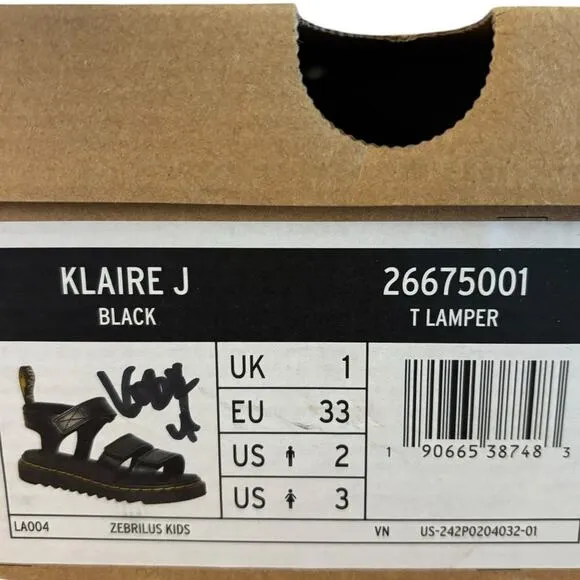 KLAIRE J 26675001
BLACK T LAMPER
UK 1
EU 33
US 2
US 3
1 90665 38748 3
LA004 ZEBRILUS KIDS VN US-242P0204032-01